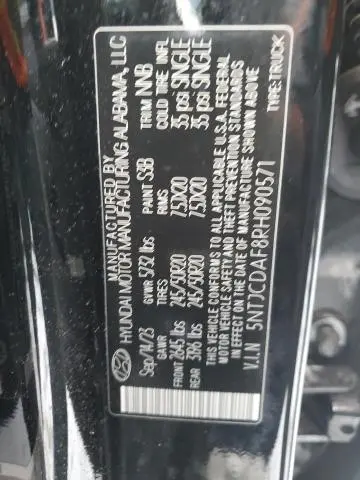 MANUFACTURED BY
HYUNDAI MOTOR MANUFACTURING ALABAMA, LLC
Sep/14/23 GVWR 5732 lbs PAINT S3B TRIM NNB
GAWR COLD TIRE INFL
FRONT 2645 lbs 245/50R20 7.5JX20 35 psi SINGLE
REAR 3376 lbs 245/50R20 7.5JX20 35 psi SINGLE
THIS VEHICLE CONFORMS TO ALL APPLICABLE U.S.A. FEDERAL
MOTOR VEHICLE SAFETY AND THEFT PREVENTION STANDARDS
IN EFFECT ON THE DATE OF MANUFACTURE SHOWN ABOVE
V.I.N 5NTJCDAF8RH090571 TYPE:TRUCK